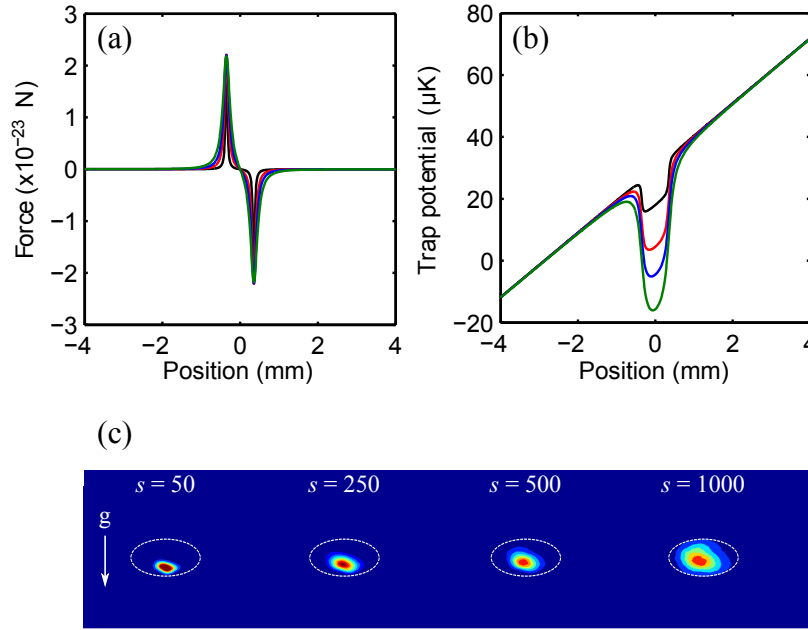 (a)
3
2
1
0
−1
−2
−3
−4
−2
0
2
4
Force (x10⁻²³ N)
Position (mm)
(b)
80
60
40
20
0
−20
−4
−2
0
2
4
Trap potential (µK)
Position (mm)
(c)
s = 50
s = 250
s = 500
s = 1000
g